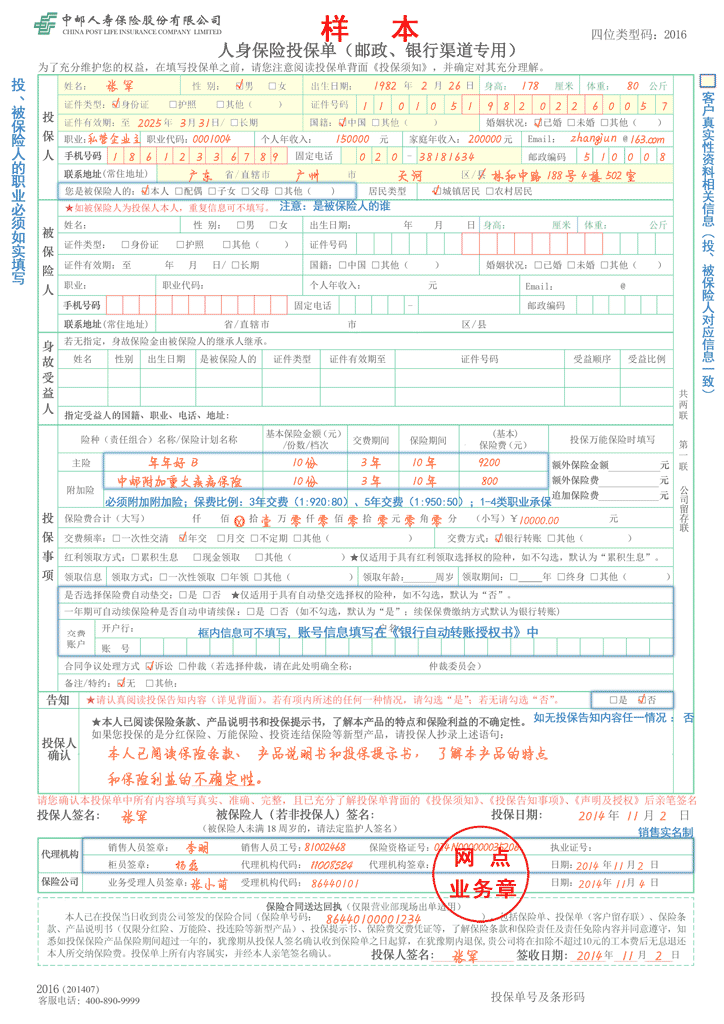 中邮人寿保险股份有限公司
CHINA POST LIFE INSURANCE COMPANY LIMITED
样 本
四位类型码：2016
人身保险投保单（邮政、银行渠道专用）
为了充分维护您的权益，在填写投保单之前，请您注意阅读投保单背面《投保须知》，并确定对其充分理解。
投、被保险人的职业必须如实填写
客户真实性资料相关信息（投、被保险人对应信息一致）
投保人
姓名： 张军 性 别：☑男 □女 出生日期： 1982 年 2 月 26 日 身高： 178 厘米 体重： 80 公斤
证件类型：☑身份证 □护照 □其他（ ） 证件号码 110105198202260057
证件有效期：至 2025年 3月31日/□长期 国籍：☑中国 □其他（ ） 婚姻状况：☑已婚 □未婚 □其他（ ）
职业：私营企业主 职业代码：0001004 个人年收入： 150000 元 家庭年收入：200000元 Email： zhangjun @163.com
手机号码 18612336789 固定电话 020-38181634 邮政编码 510008
联系地址(常住地址) 广东 省/直辖市 广州 市 天河 区/县 林和中路188号4楼502室
您是被保险人的：☑本人 □配偶 □子女 □父母 □其他（ ） 居民类型 ☑城镇居民 □农村居民
★如被保险人为投保人本人，重复信息可不填写。 注意：是被保险人的谁
被保险人
姓名： 性 别：□男 □女 出生日期： 年 月 日 身高： 厘米 体重： 公斤
证件类型：□身份证 □护照 □其他（ ） 证件号码
证件有效期：至 年 月 日/□长期 国籍：□中国 □其他（ ） 婚姻状况：□已婚 □未婚 □其他（ ）
职业： 职业代码： 个人年收入： 元 Email： @
手机号码 固定电话 - 邮政编码
联系地址(常住地址) 省/直辖市 市 区/县
身故受益人
若无指定，身故保险金由被保险人的继承人继承。
姓名 性别 出生日期 是被保险人的 证件类型 证件有效期至 证件号码 受益顺序 受益比例
指定受益人的国籍、职业、电话、地址：
共两联 第一联 公司留存联
投保事项
险种（责任组合）名称/保险计划名称 基本保险金额(元)/份数/档次 交费期间 保险期间 (基本)保险费(元) 投保万能保险时填写
主险 年年好B 10份 3年 10年 9200 额外保险金额 元
附加险 中邮附加重大疾病保险 10份 3年 10年 800 额外保险费 元
追加保险费 元
必须附加附加险；保费比例：3年交费（1:920:80）、5年交费（1:950:50）；1-4类职业承保
保险费合计（大写） 仟 佰 ⊗ 拾 壹 万 零 仟 零 佰 零 拾 零 元 零 角 零 分 （小写）￥10000.00 元
交费频率：□一次性交清 ☑年交 □月交 □不定期 □其他（ ） 交费方式：☑银行转账 □其他（ ）
红利领取方式：□累积生息 □现金领取 □其他（ ）★仅适用于具有红利领取选择权的险种，如不勾选，默认为“累积生息”。
领取信息 领取方式：□一次性领取 □年领 □其他（ ） 领取年龄：____周岁 领取期间：□____年 □终身 □其他（ ）
是否选择保险费自动垫交：□是 □否 ★仅适用于具有自动垫交选择权的险种，如不勾选，默认为“否”。
一年期可自动续保险种是否自动申请续保：□是 □否（如不勾选，默认为“是”；续保保费缴纳方式默认为银行转账）
交费账户 开户行： 户名
框内信息可不填写，账号信息填写在《银行自动转账授权书》中
账 号
合同争议处理方式 ☑诉讼 □仲裁（若选择仲裁，请在此处明确全称： 仲裁委员会）
备注/特约：☑无 □其他：
告知 ★请认真阅读投保告知内容（详见背面）。若有项内所述的任何一种情况，请勾选“是”；若无请勾选“否”。 □是 ☑否
投保人确认
★本人已阅读保险条款、产品说明书和投保提示书，了解本产品的特点和保险利益的不确定性。 如无投保告知内容任一情况 ： 否
如果您投保的是分红保险、万能保险、投资连结保险等新型产品，请投保人抄录上述语句：
本人已阅读保险条款、产品说明书和投保提示书，了解本产品的特点
和保险利益的不确定性。
请您确认本投保单中所有内容填写真实、准确、完整，且已充分了解投保单背面的《投保须知》、《投保告知事项》、《声明及授权》后亲笔签名
投保人签名： 张军 被保险人（若非投保人）签名： 投保日期： 2014 年 11 月 2 日
（被保险人未满 18 周岁的，请法定监护人签名）
销售实名制
代理机构 销售人员签章： 李明 销售人员工号：81002468 保险资格证号： 执业证号：
柜员签章： 杨磊 代理机构代码：11008524 代理机构签章： 日期：2014 年11月2 日
保险公司 业务受理人员签章：张小萌 受理机构代码： 86440101 日期：2014年11月 4 日
网 点
业务章
保险合同送达回执（仅限营业部现场出单适用）
本人已在投保当日收到贵公司签发的保险合同（保险单号码： 86440100001234 ），包括保险单、投保单（客户留存联）、保险条
款、产品说明书（仅限分红险、万能险、投连险等新型产品）、投保提示书、保险费交费凭证等，了解保险条款和保险责任及责任免除内容并同意遵守，知
悉如投保保险产品保险期间超过一年的，犹豫期从投保人签名确认收到保险单之日起算，在犹豫期内退保，贵公司将在扣除不超过10元的工本费后无息退还
本人所交纳保险费。投保单上所有内容属实，并经本人亲笔签名确认。 投保人签名： 张军 签收日期： 2014 年 11 月 2 日
2016（201407）
客服电话：400-890-9999
投保单号及条形码